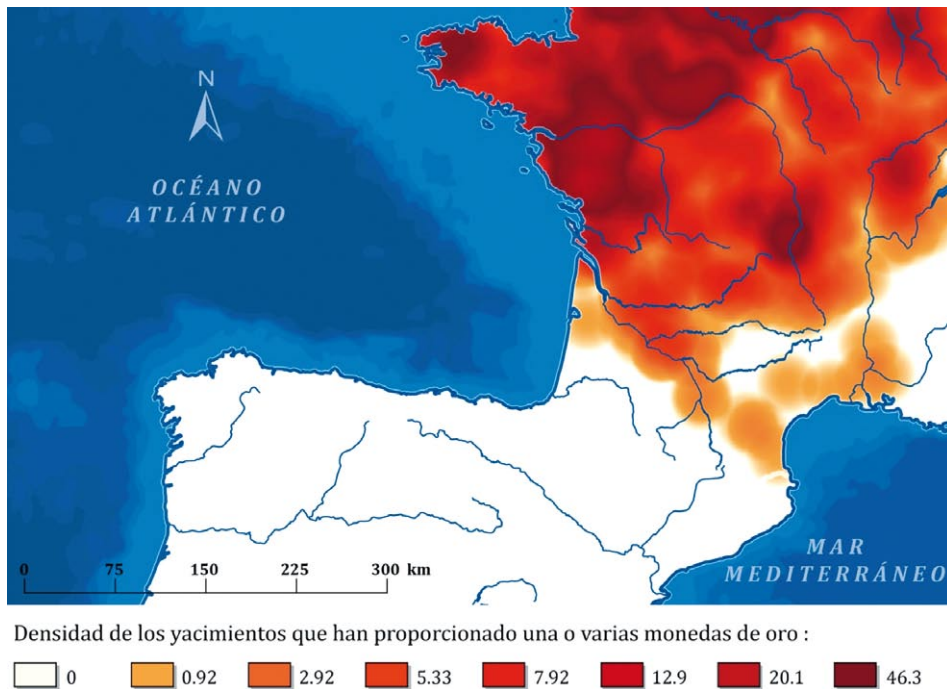 N
OCÉANO
ATLÁNTICO
MAR
MEDITERRÁNEO
0 75 150 225 300 km
Densidad de los yacimientos que han proporcionado una o varias monedas de oro :
0 0.92 2.92 5.33 7.92 12.9 20.1 46.3